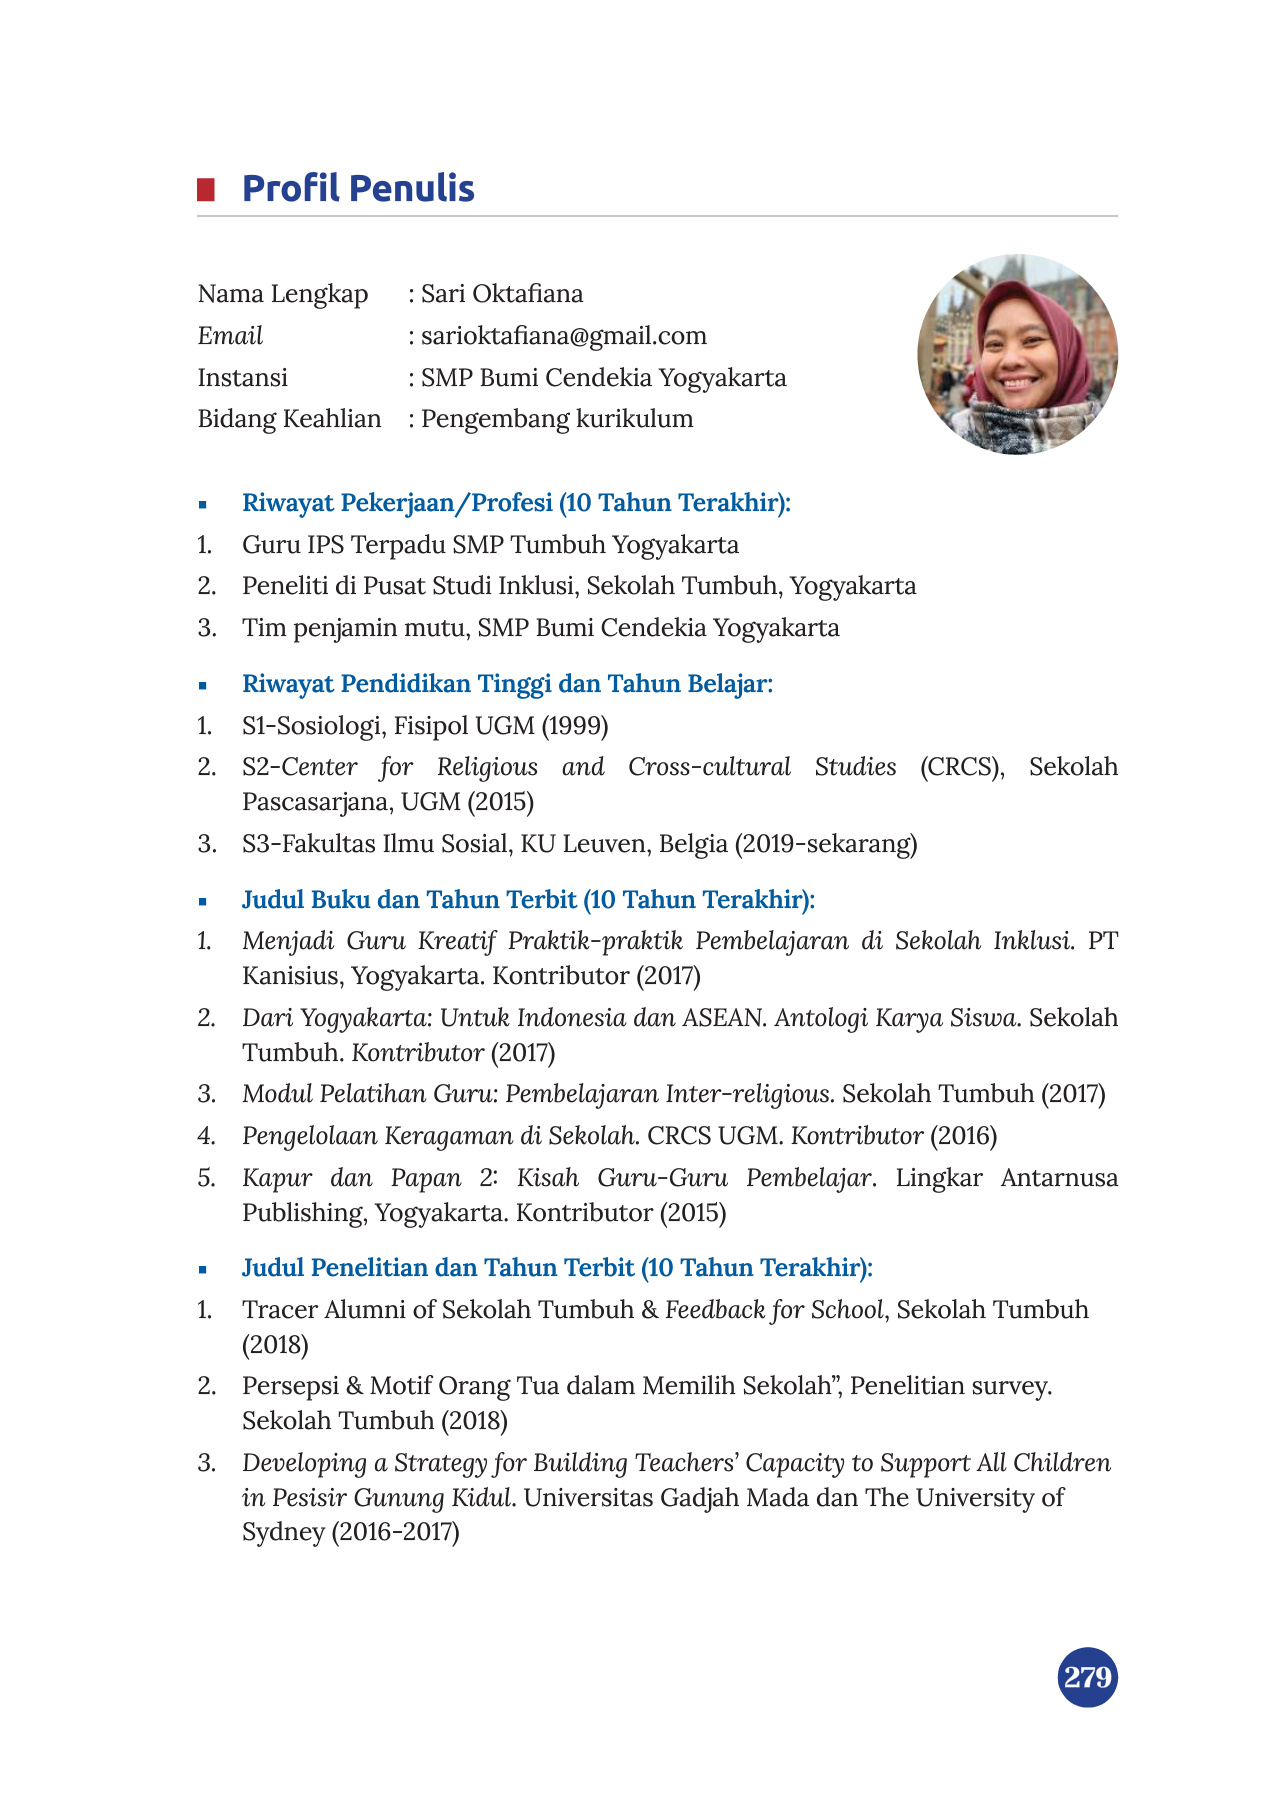 Profil Penulis
Nama Lengkap : Sari Oktafiana
Email : sarioktafiana@gmail.com
Instansi : SMP Bumi Cendekia Yogyakarta
Bidang Keahlian : Pengembang kurikulum
▪ Riwayat Pekerjaan/Profesi (10 Tahun Terakhir):
1. Guru IPS Terpadu SMP Tumbuh Yogyakarta
2. Peneliti di Pusat Studi Inklusi, Sekolah Tumbuh, Yogyakarta
3. Tim penjamin mutu, SMP Bumi Cendekia Yogyakarta
▪ Riwayat Pendidikan Tinggi dan Tahun Belajar:
1. S1-Sosiologi, Fisipol UGM (1999)
2. S2-Center for Religious and Cross-cultural Studies (CRCS), Sekolah
Pascasarjana, UGM (2015)
3. S3-Fakultas Ilmu Sosial, KU Leuven, Belgia (2019-sekarang)
▪ Judul Buku dan Tahun Terbit (10 Tahun Terakhir):
1. Menjadi Guru Kreatif Praktik-praktik Pembelajaran di Sekolah Inklusi. PT
Kanisius, Yogyakarta. Kontributor (2017)
2. Dari Yogyakarta: Untuk Indonesia dan ASEAN. Antologi Karya Siswa. Sekolah
Tumbuh. Kontributor (2017)
3. Modul Pelatihan Guru: Pembelajaran Inter-religious. Sekolah Tumbuh (2017)
4. Pengelolaan Keragaman di Sekolah. CRCS UGM. Kontributor (2016)
5. Kapur dan Papan 2: Kisah Guru-Guru Pembelajar. Lingkar Antarnusa
Publishing, Yogyakarta. Kontributor (2015)
▪ Judul Penelitian dan Tahun Terbit (10 Tahun Terakhir):
1. Tracer Alumni of Sekolah Tumbuh & Feedback for School, Sekolah Tumbuh
(2018)
2. Persepsi & Motif Orang Tua dalam Memilih Sekolah”, Penelitian survey.
Sekolah Tumbuh (2018)
3. Developing a Strategy for Building Teachers’ Capacity to Support All Children
in Pesisir Gunung Kidul. Universitas Gadjah Mada dan The University of
Sydney (2016-2017)
279